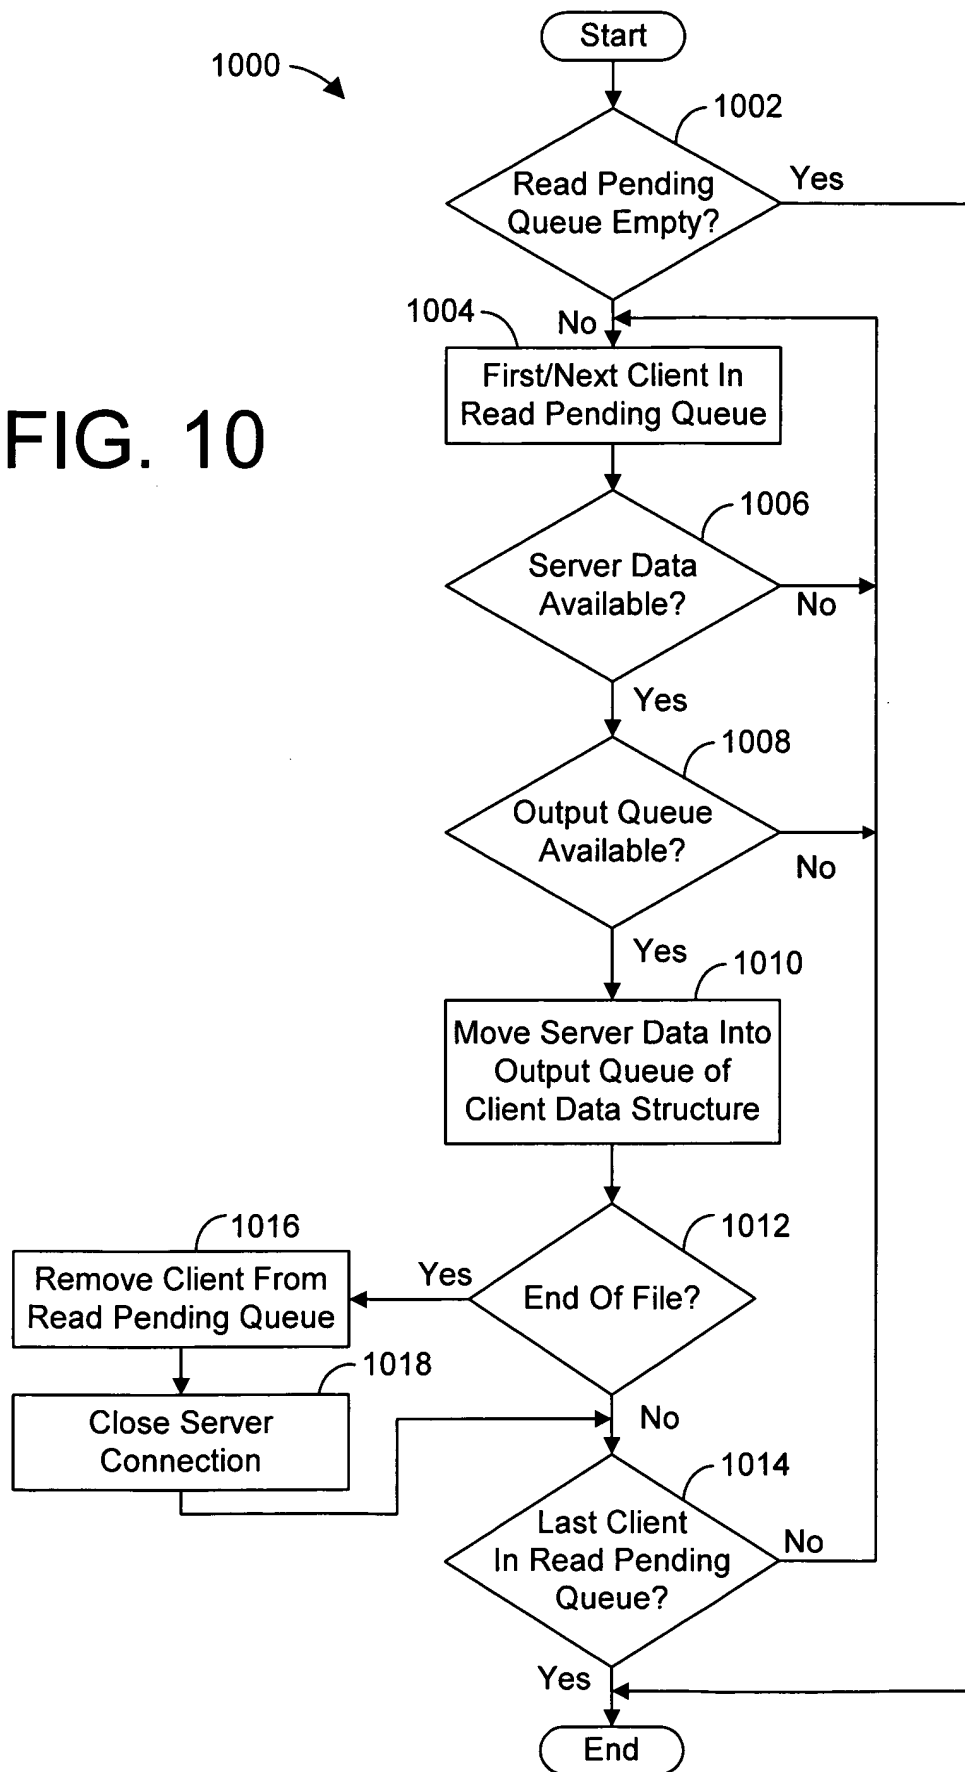 Start
1000
1002
Read Pending
Queue Empty?
Yes
1004
No
First/Next Client In
Read Pending Queue
FIG. 10
1006
Server Data
Available?
No
Yes
1008
Output Queue
Available?
No
Yes
1010
Move Server Data Into
Output Queue of
Client Data Structure
1016
1012
Remove Client From
Read Pending Queue
Yes
End Of File?
1018
Close Server
Connection
No
1014
Last Client
In Read Pending
Queue?
No
Yes
End